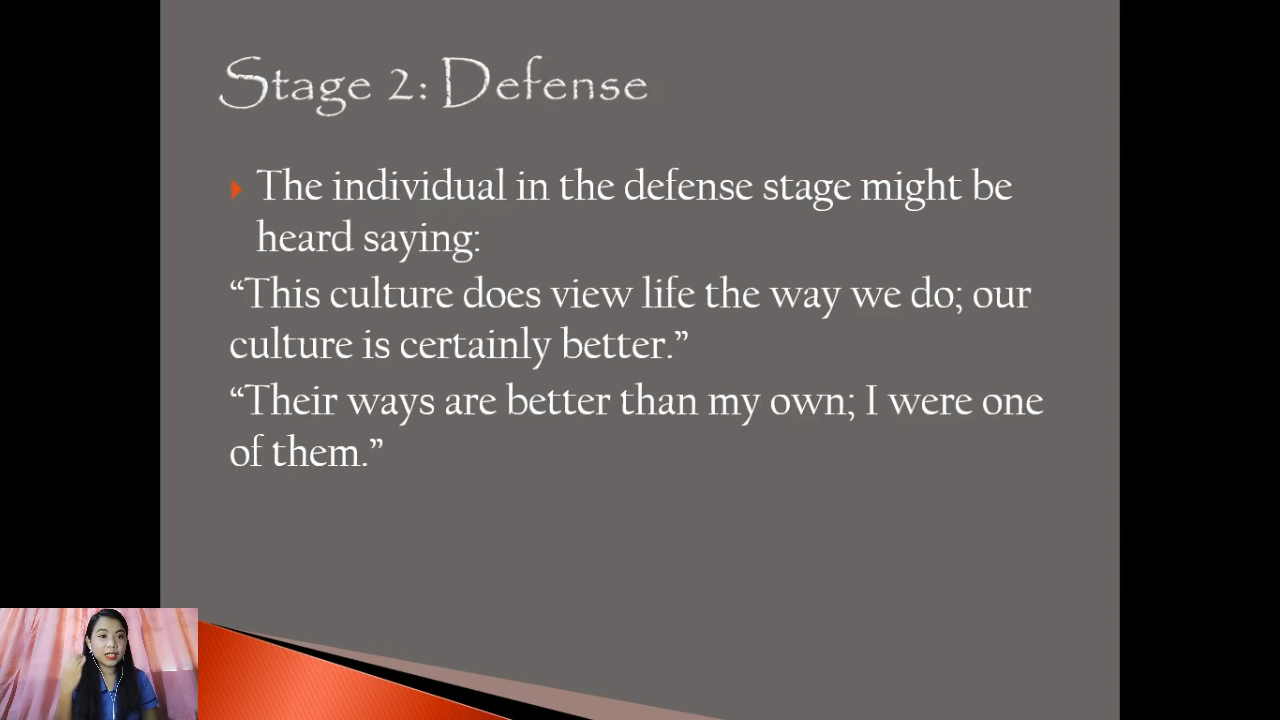 Stage 2: Defense
The individual in the defense stage might be
heard saying:
“This culture does view life the way we do; our
culture is certainly better.”
“Their ways are better than my own; I were one
of them.”